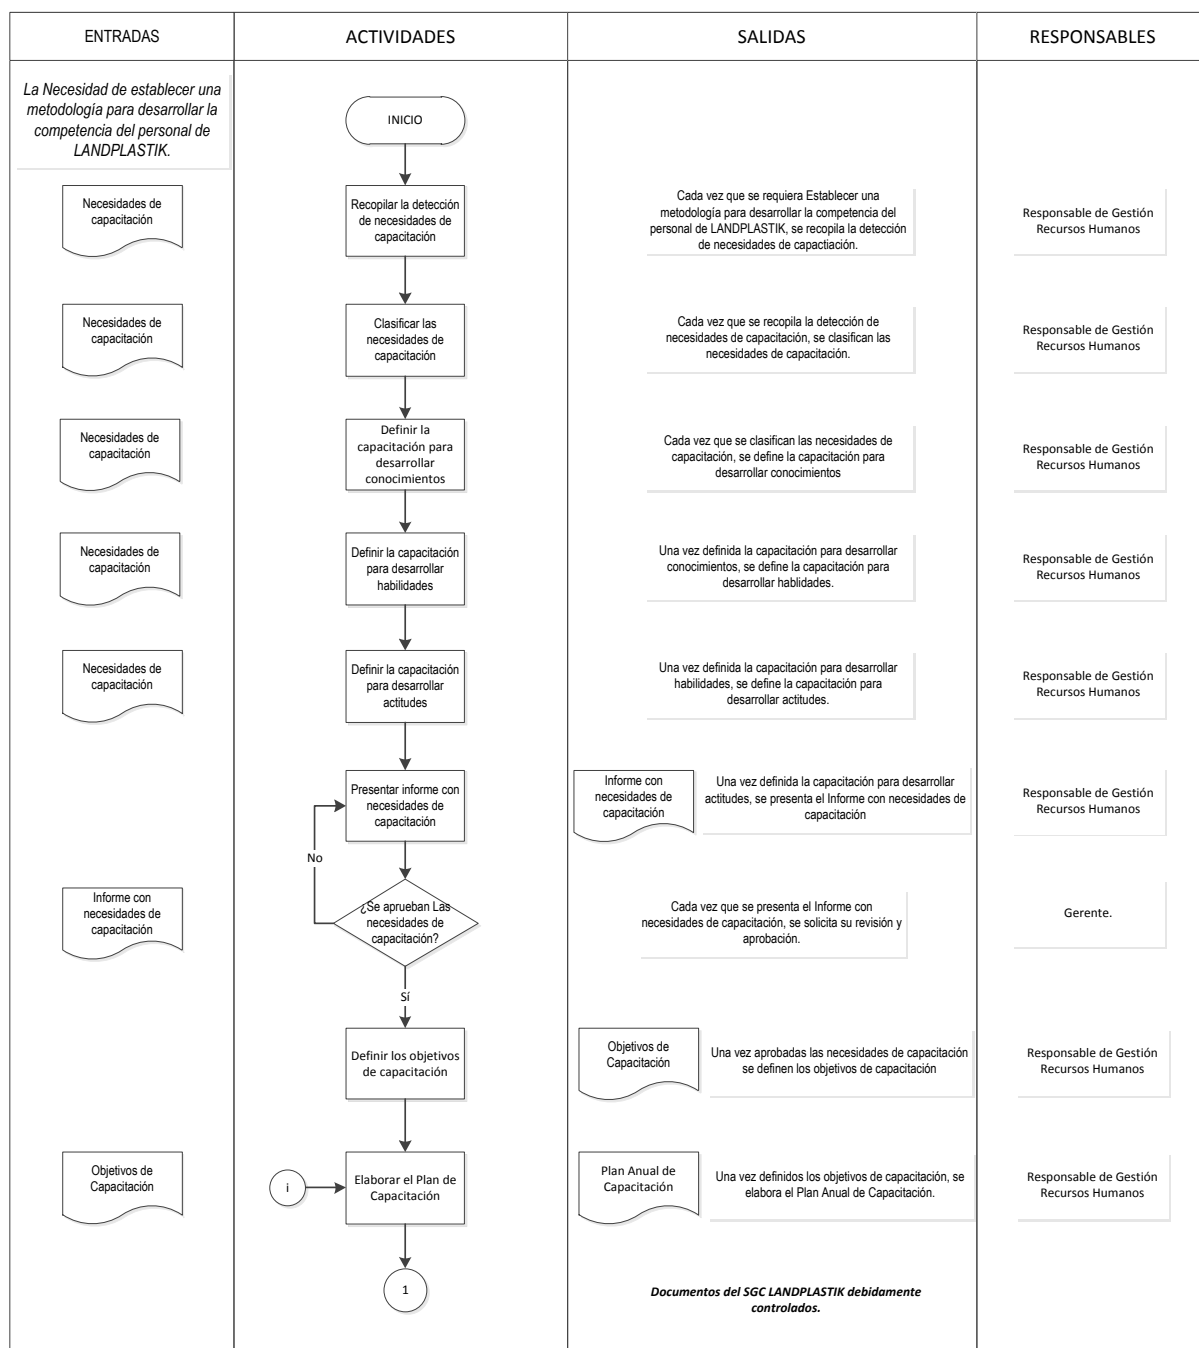 ENTRADAS
ACTIVIDADES
SALIDAS
RESPONSABLES
La Necesidad de establecer una
metodología para desarrollar la
competencia del personal de
LANDPLASTIK.
INICIO
Necesidades de
capacitación
Recopilar la detección
de necesidades de
capacitación
Cada vez que se requiera Establecer una
metodología para desarrollar la competencia del
personal de LANDPLASTIK, se recopila la detección
de necesidades de capactiación.
Responsable de Gestión
Recursos Humanos
Necesidades de
capacitación
Clasificar las
necesidades de
capacitación
Cada vez que se recopila la detección de
necesidades de capacitación, se clasifican las
necesidades de capacitación.
Responsable de Gestión
Recursos Humanos
Necesidades de
capacitación
Definir la
capacitación para
desarrollar
conocimientos
Cada vez que se clasifican las necesidades de
capacitación, se define la capacitación para
desarrollar conocimientos
Responsable de Gestión
Recursos Humanos
Necesidades de
capacitación
Definir la capacitación
para desarrollar
habilidades
Una vez definida la capacitación para desarrollar
conocimientos, se define la capacitación para
desarrollar hablidades.
Responsable de Gestión
Recursos Humanos
Necesidades de
capacitación
Definir la capacitación
para desarrollar
actitudes
Una vez definida la capacitación para desarrollar
habilidades, se define la capacitación para
desarrollar actitudes.
Responsable de Gestión
Recursos Humanos
Presentar informe con
necesidades de
capacitación
Informe con
necesidades de
capacitación
Una vez definida la capacitación para desarrollar
actitudes, se presenta el Informe con necesidades de
capacitación
Responsable de Gestión
Recursos Humanos
No
Informe con
necesidades de
capacitación
¿Se aprueban Las
necesidades de
capacitación?
Cada vez que se presenta el Informe con
necesidades de capacitación, se solicita su revisión y
aprobación.
Gerente.
Sí
Definir los objetivos
de capacitación
Objetivos de
Capacitación
Una vez aprobadas las necesidades de capacitación
se definen los objetivos de capacitación
Responsable de Gestión
Recursos Humanos
Objetivos de
Capacitación
i
Elaborar el Plan de
Capacitación
Plan Anual de
Capacitación
Una vez definidos los objetivos de capacitación, se
elabora el Plan Anual de Capacitación.
Responsable de Gestión
Recursos Humanos
1
Documentos del SGC LANDPLASTIK debidamente
controlados.